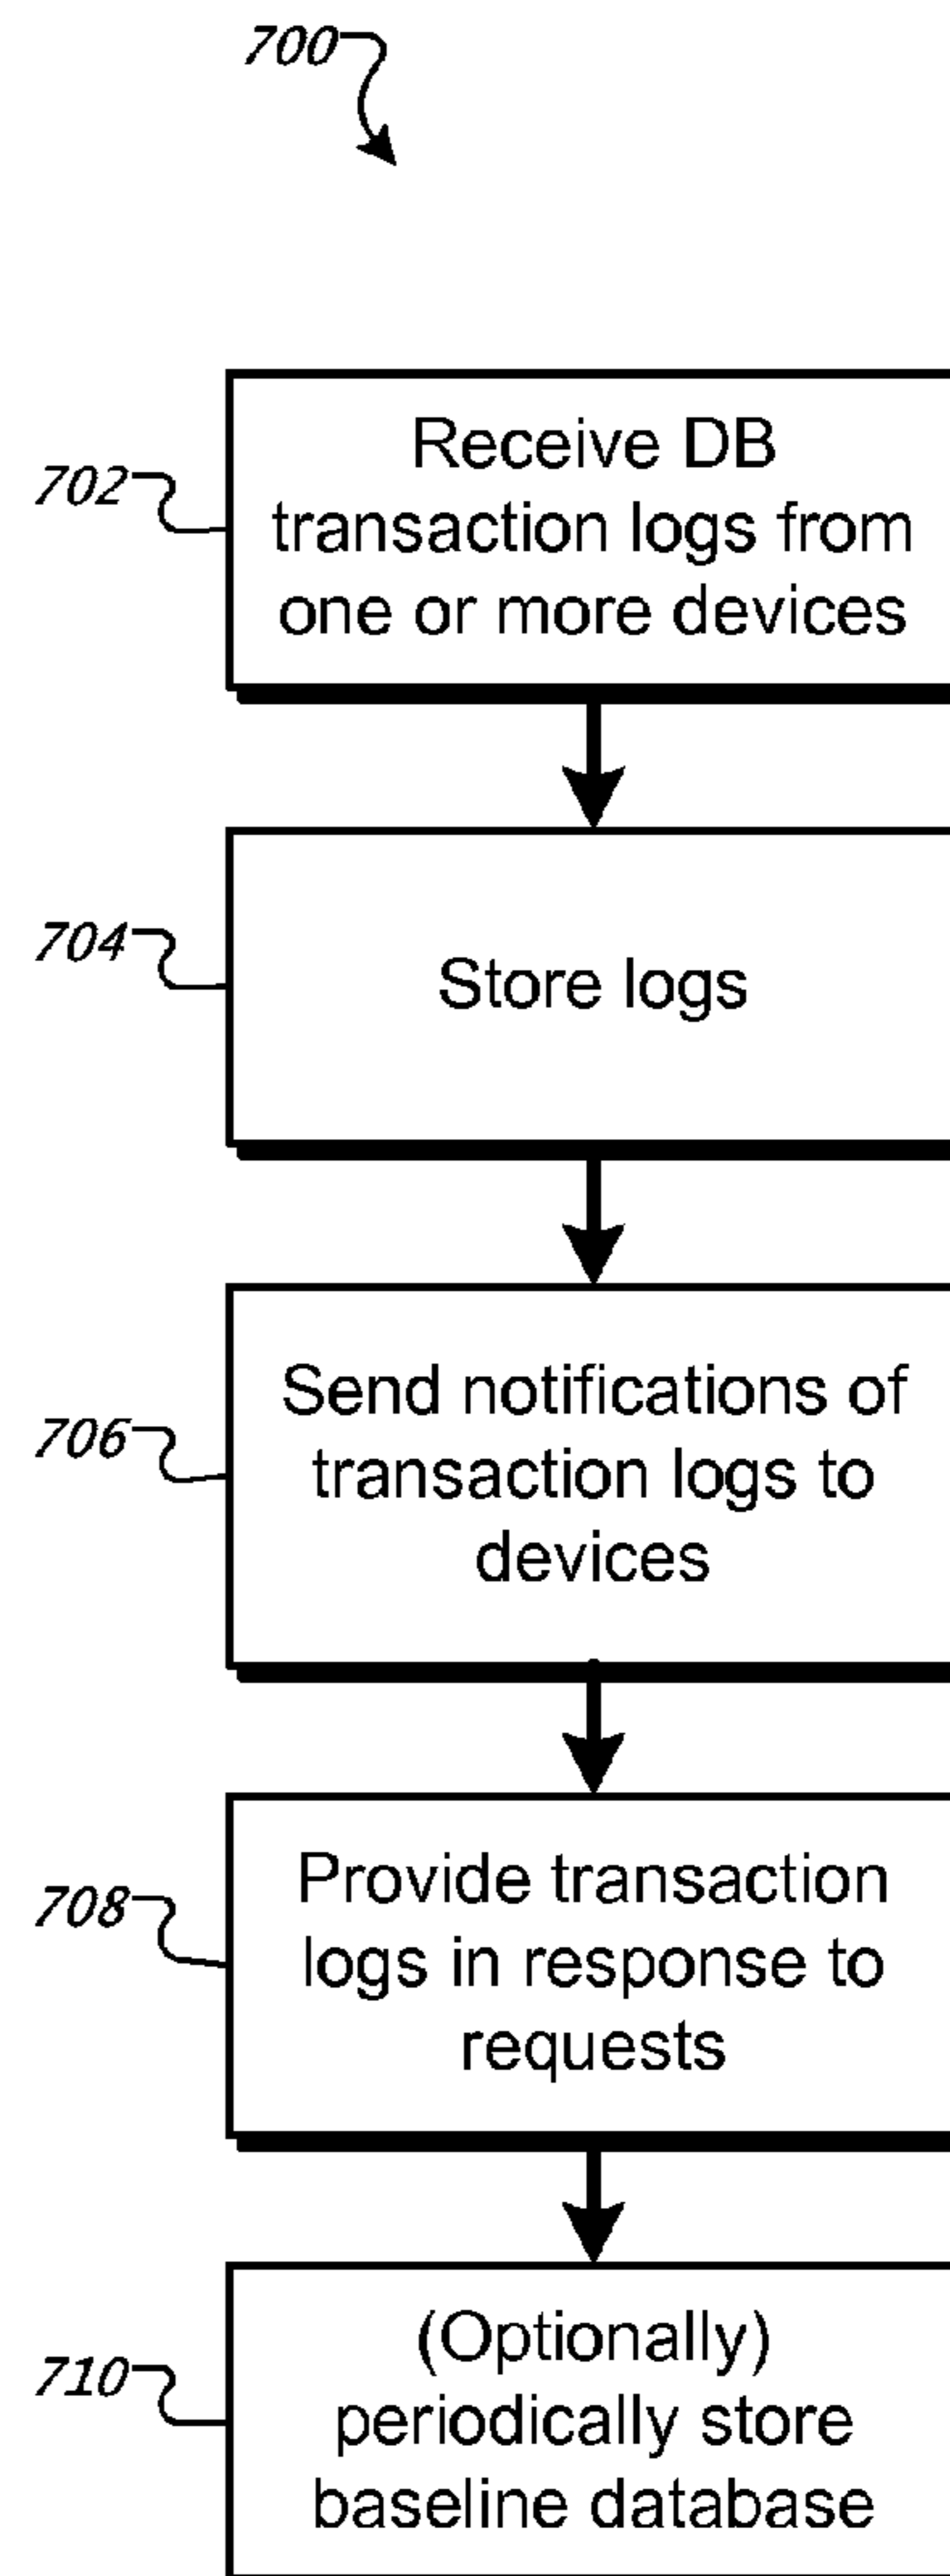 700
702
Receive DB
transaction logs from
one or more devices
704
Store logs
706
Send notifications of
transaction logs to
devices
708
Provide transaction
logs in response to
requests
710
(Optionally)
periodically store
baseline database